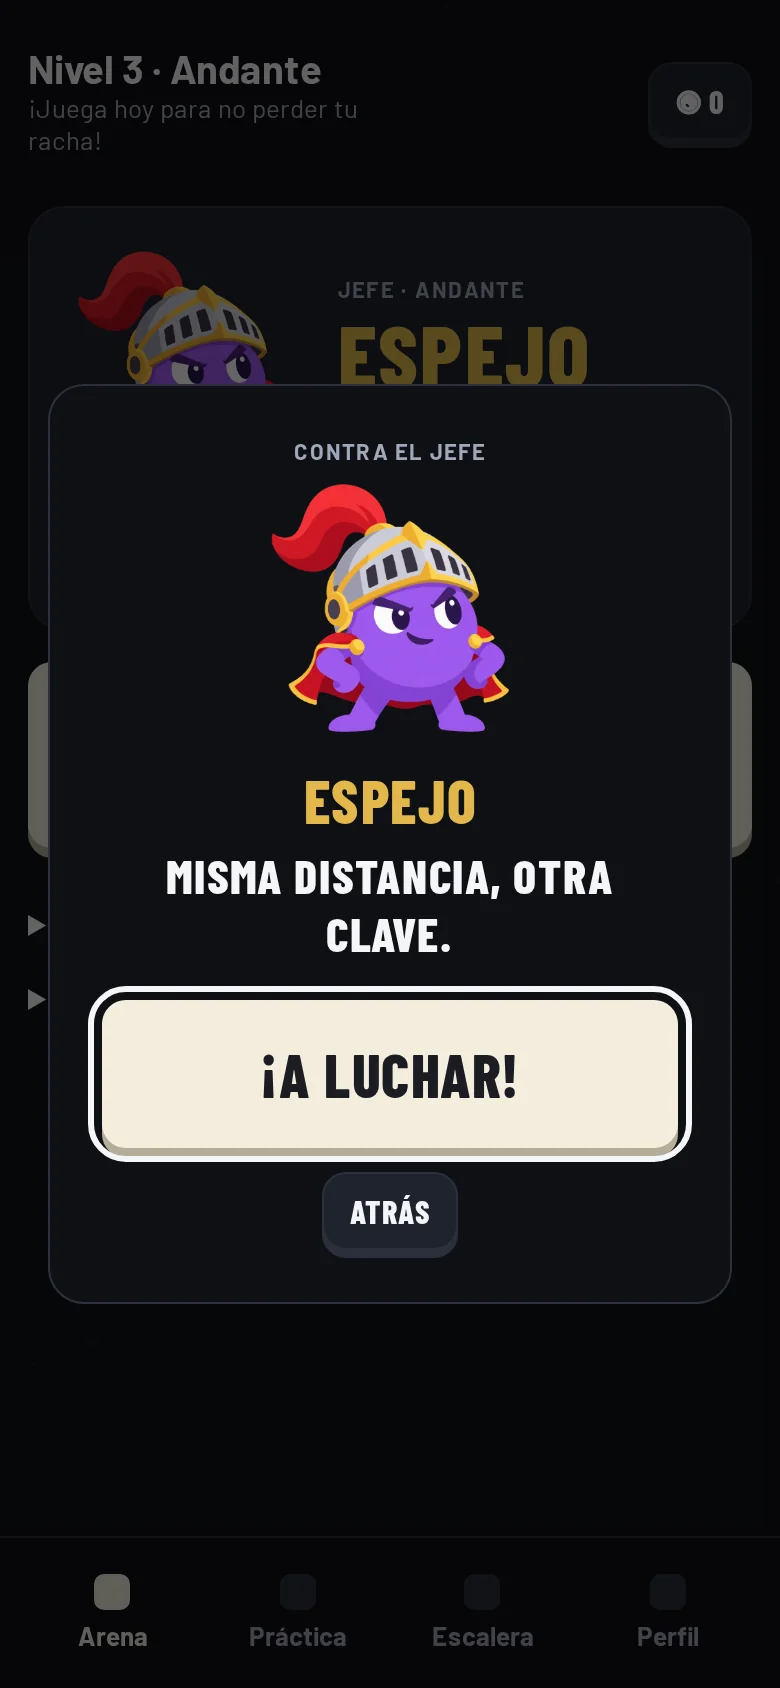 Nivel 3 · Andante
¡Juega hoy para no perder tu
racha!
0
JEFE · ANDANTE
ESPEJO
CONTRA EL JEFE
ESPEJO
MISMA DISTANCIA, OTRA
CLAVE.
¡A LUCHAR!
ATRÁS
Arena
Práctica
Escalera
Perfil